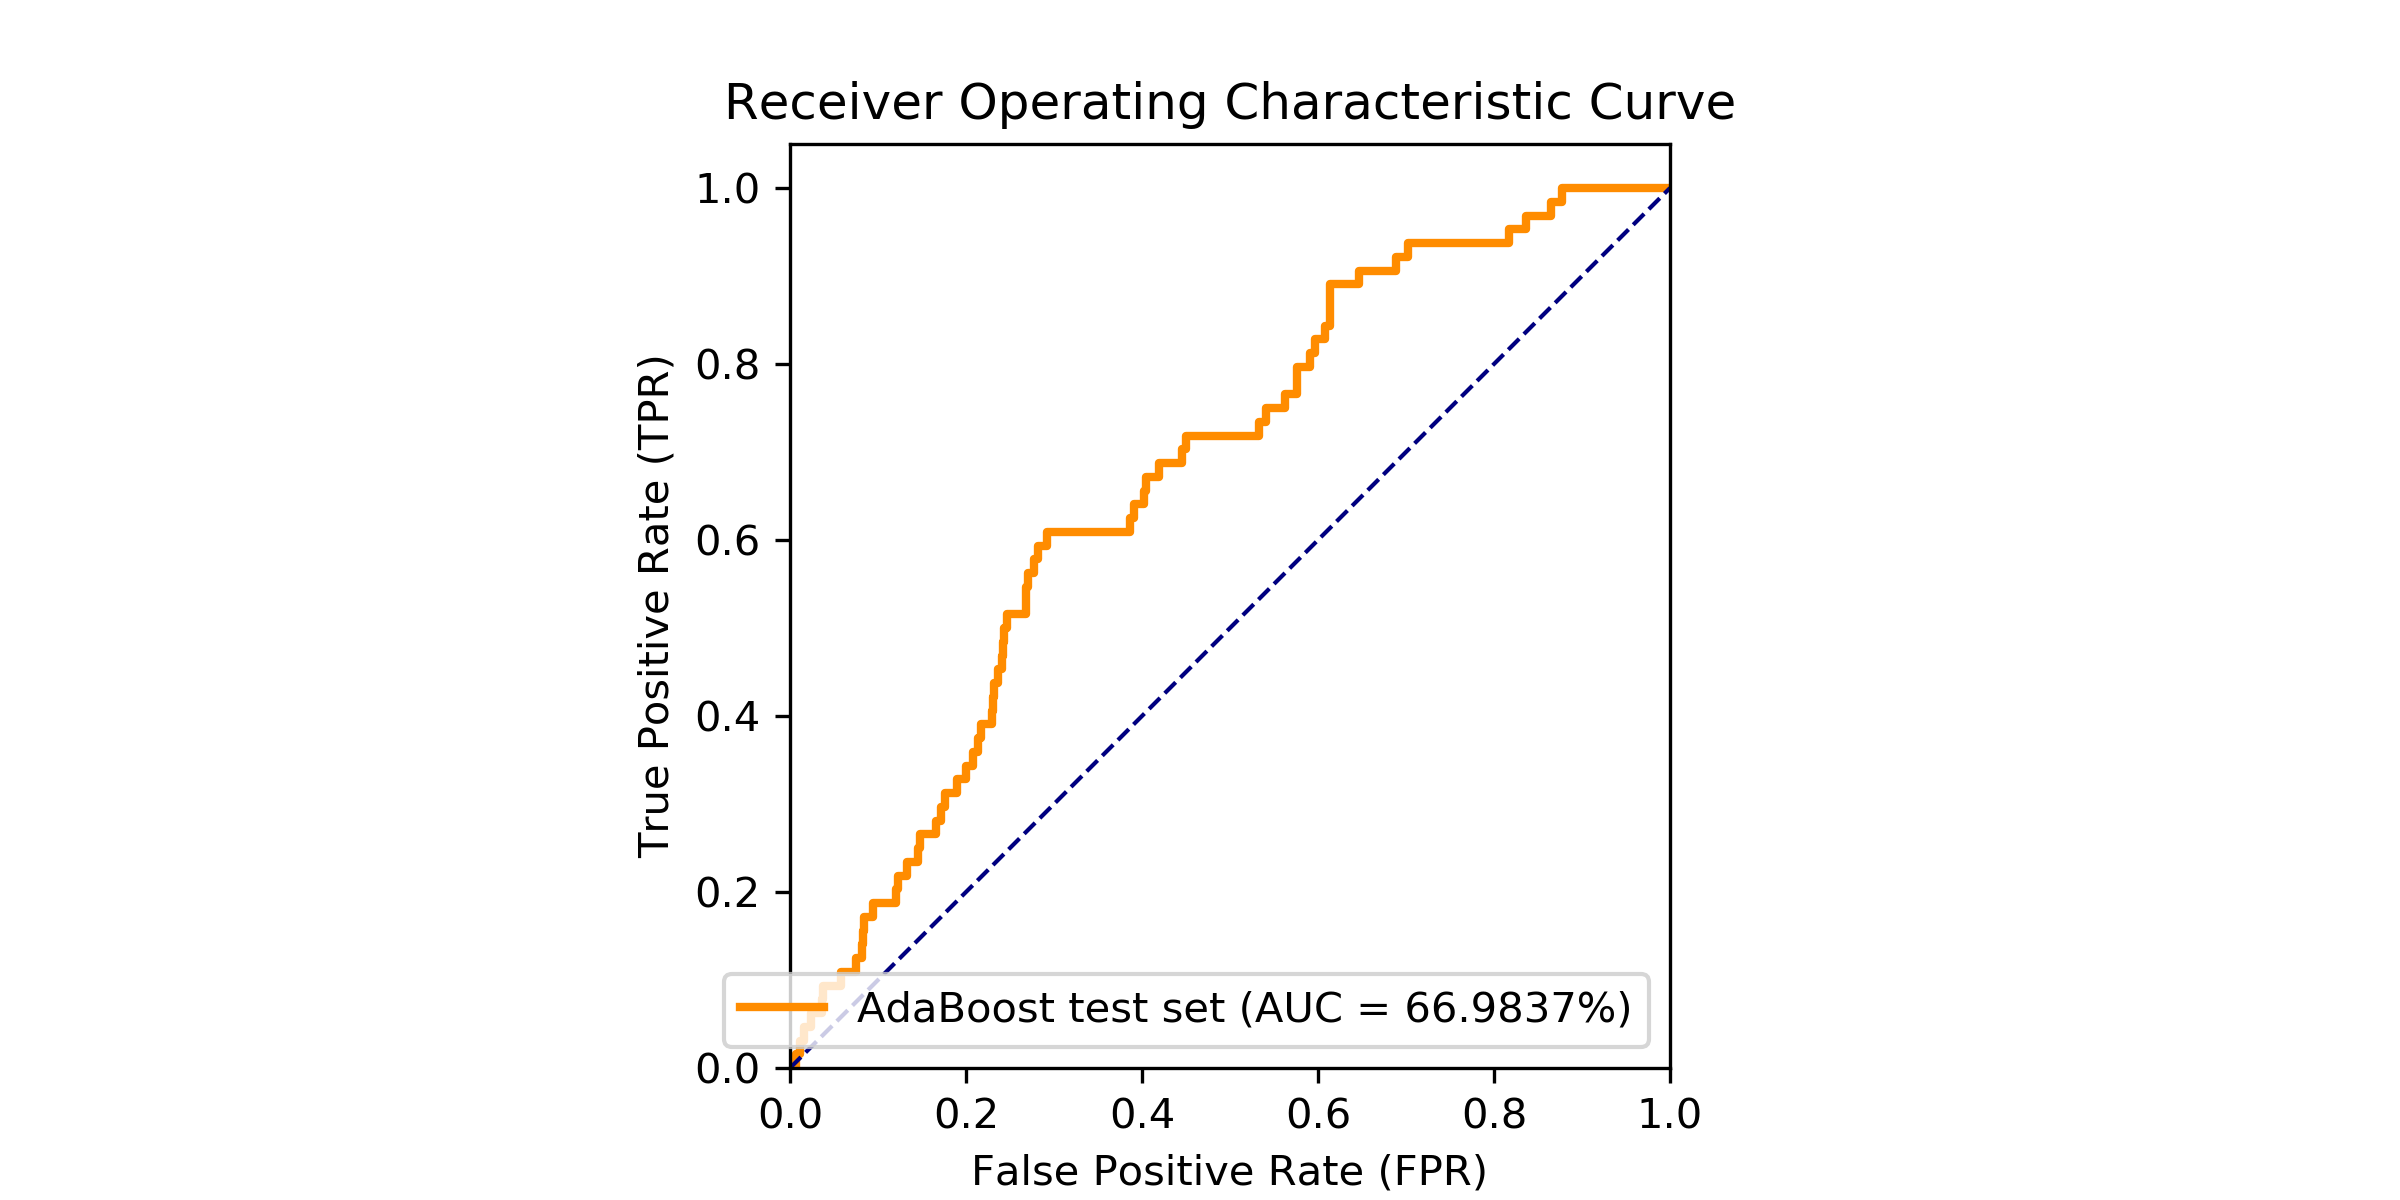 Receiver Operating Characteristic Curve
1.0
0.8
0.6
0.4
0.2
0.0
True Positive Rate (TPR)
AdaBoost test set (AUC = 66.9837%)
0.0 0.2 0.4 0.6 0.8 1.0
False Positive Rate (FPR)